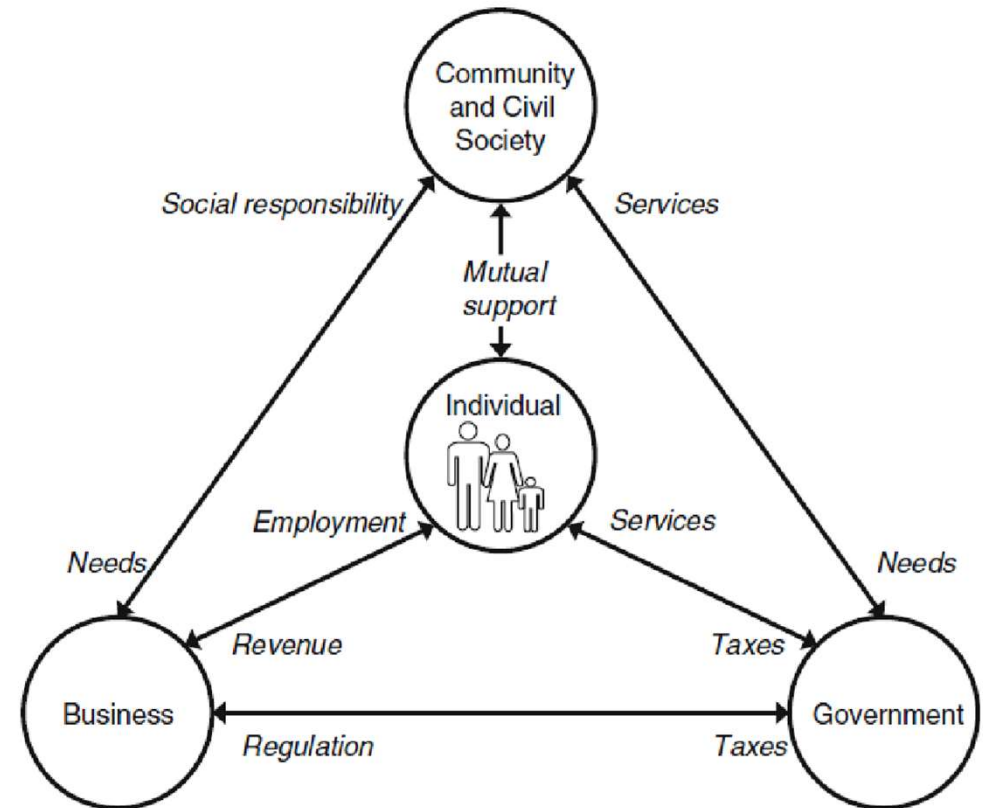 Community
and Civil
Society
Social responsibility
Services
Mutual
support
Individual
Employment
Services
Needs
Needs
Revenue
Taxes
Business
Government
Regulation
Taxes